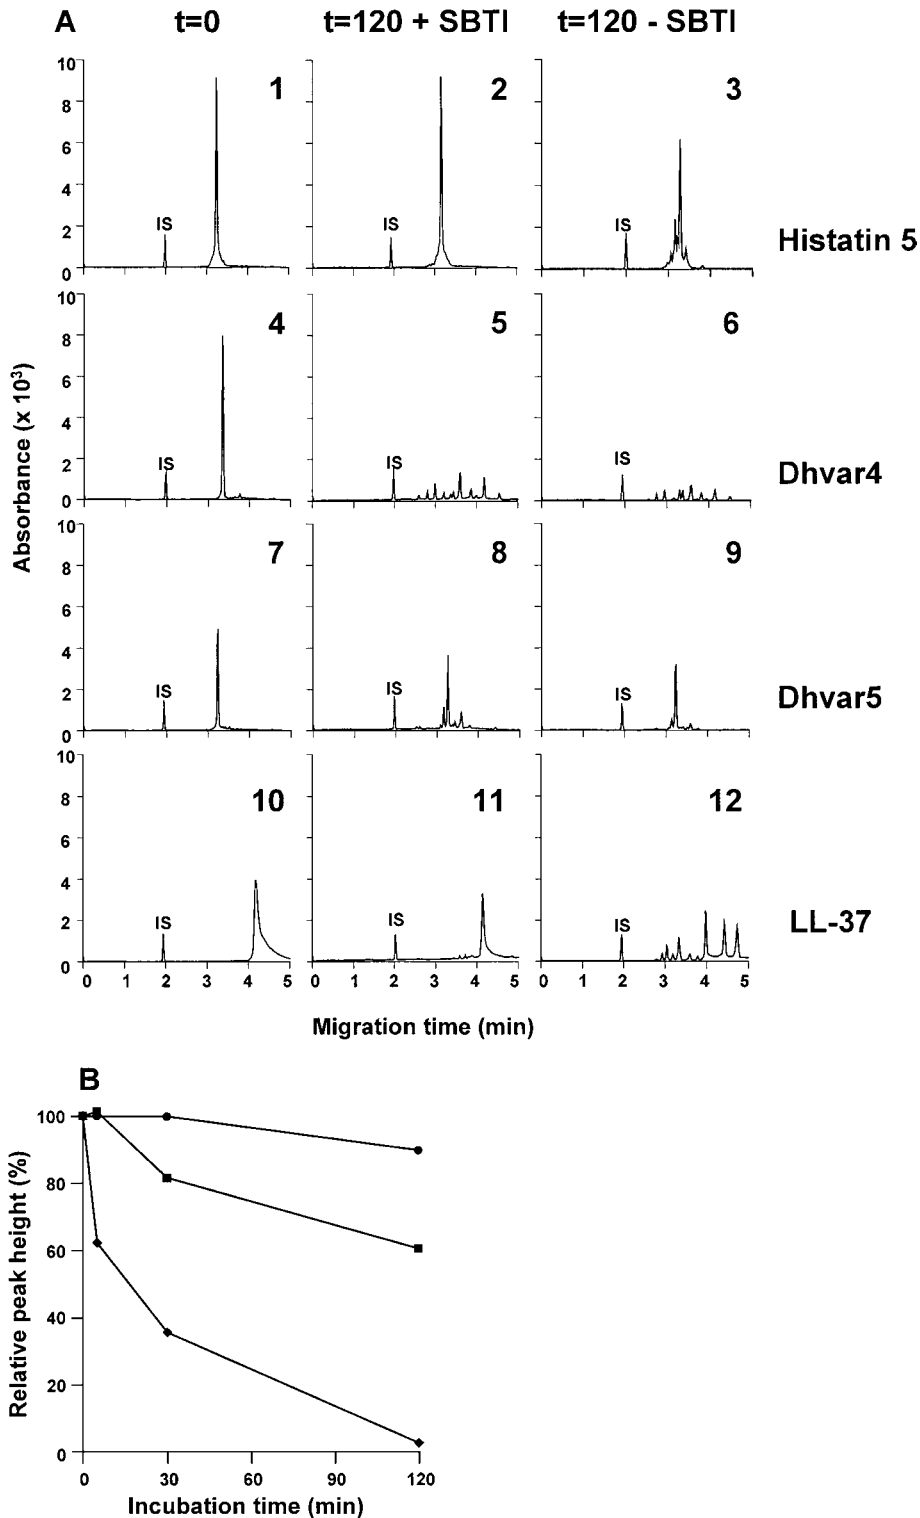 A t=0 t=120 + SBTI t=120 - SBTI
10 1 2 3
8
6
4
IS IS IS
2
Histatin 5
0
10 4 5 6
8
6
4
IS IS IS
2
Dhvar4
0
Absorbance (x 10³)
10 7 8 9
8
6
4
IS IS IS
2
Dhvar5
0
10 10 11 12
8
6
4
IS IS IS
2
LL-37
0
0 1 2 3 4 5 0 1 2 3 4 5 0 1 2 3 4 5
Migration time (min)
B
100
80
60
40
20
0
Relative peak height (%)
0 30 60 90 120
Incubation time (min)